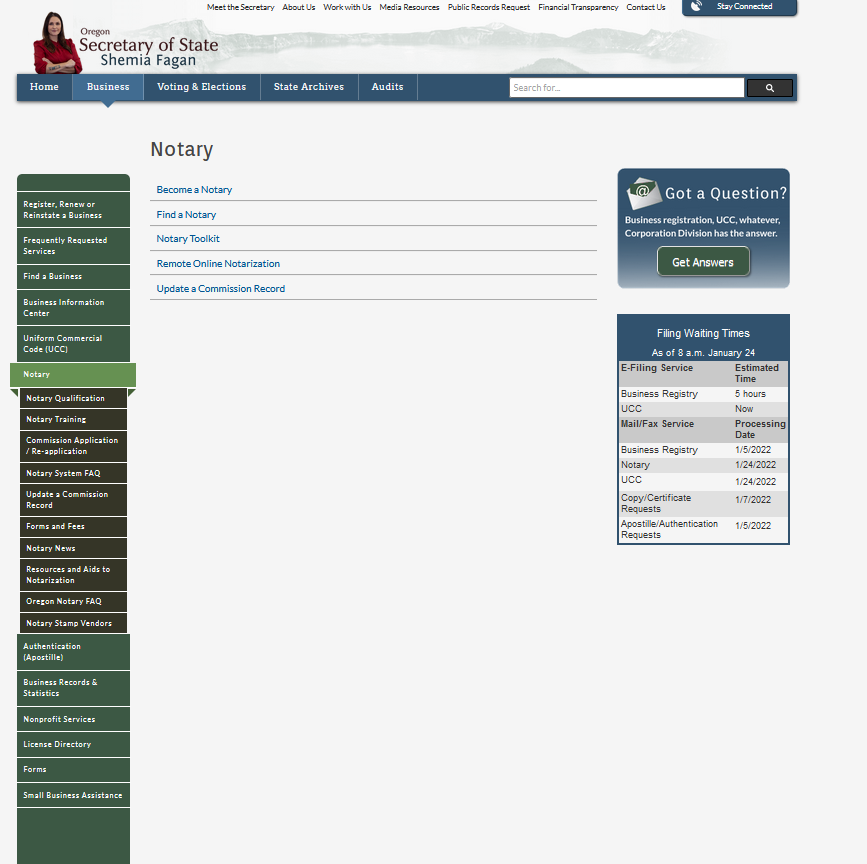 Meet the Secretary About Us Work with Us Media Resources Public Records Request Financial Transparency Contact Us Stay Connected
Oregon
Secretary of State
Shemia Fagan
Home Business Voting & Elections State Archives Audits Search for...
Notary
Become a Notary
Find a Notary
Notary Toolkit
Remote Online Notarization
Update a Commission Record
Register, Renew or
Reinstate a Business
Frequently Requested
Services
Find a Business
Business Information
Center
Uniform Commercial
Code (UCC)
Notary
Notary Qualification
Notary Training
Commission Application
/ Re-application
Notary System FAQ
Update a Commission
Record
Forms and Fees
Notary News
Resources and Aids to
Notarization
Oregon Notary FAQ
Notary Stamp Vendors
Authentication
(Apostille)
Business Records &
Statistics
Nonprofit Services
License Directory
Forms
Small Business Assistance
@ Got a Question?
Business registration, UCC, whatever,
Corporation Division has the answer.
Get Answers
Filing Waiting Times
As of 8 a.m. January 24
E-Filing Service Estimated
Time
Business Registry 5 hours
UCC Now
Mail/Fax Service Processing
Date
Business Registry 1/5/2022
Notary 1/24/2022
UCC 1/24/2022
Copy/Certificate
Requests 1/7/2022
Apostille/Authentication
Requests 1/5/2022